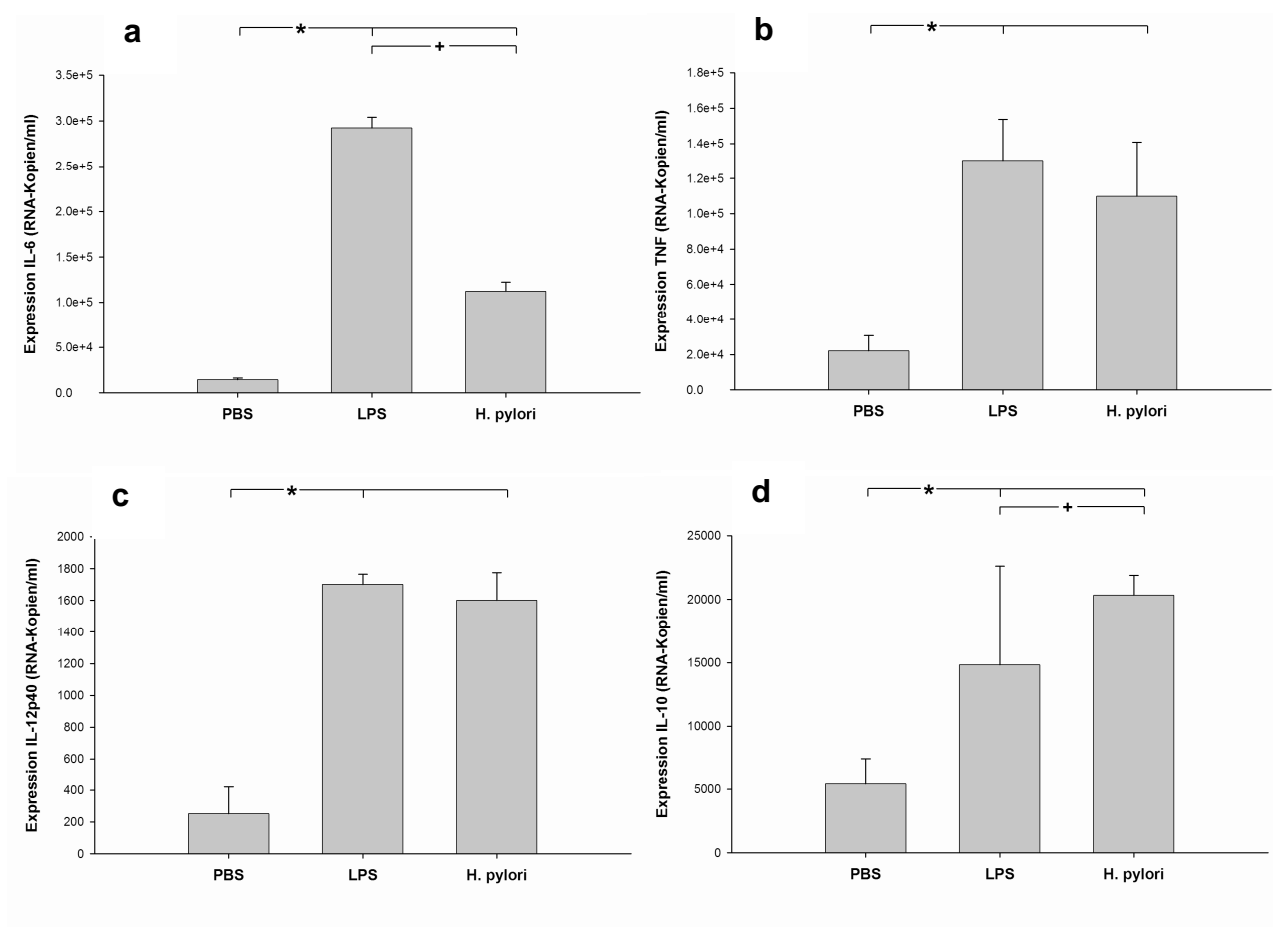 a
*
+
Expression IL-6 (RNA-Kopien/ml)
3.5e+5
3.0e+5
2.5e+5
2.0e+5
1.5e+5
1.0e+5
5.0e+4
0.0
PBS LPS H. pylori
b
*
Expression TNF (RNA-Kopien/ml)
1.8e+5
1.6e+5
1.4e+5
1.2e+5
1.0e+5
8.0e+4
6.0e+4
4.0e+4
2.0e+4
0.0
PBS LPS H. pylori
c
*
Expression IL-12p40 (RNA-Kopien/ml)
2000
1800
1600
1400
1200
1000
800
600
400
200
0
PBS LPS H. pylori
d
*
+
Expression IL-10 (RNA-Kopien/ml)
25000
20000
15000
10000
5000
0
PBS LPS H. pylori